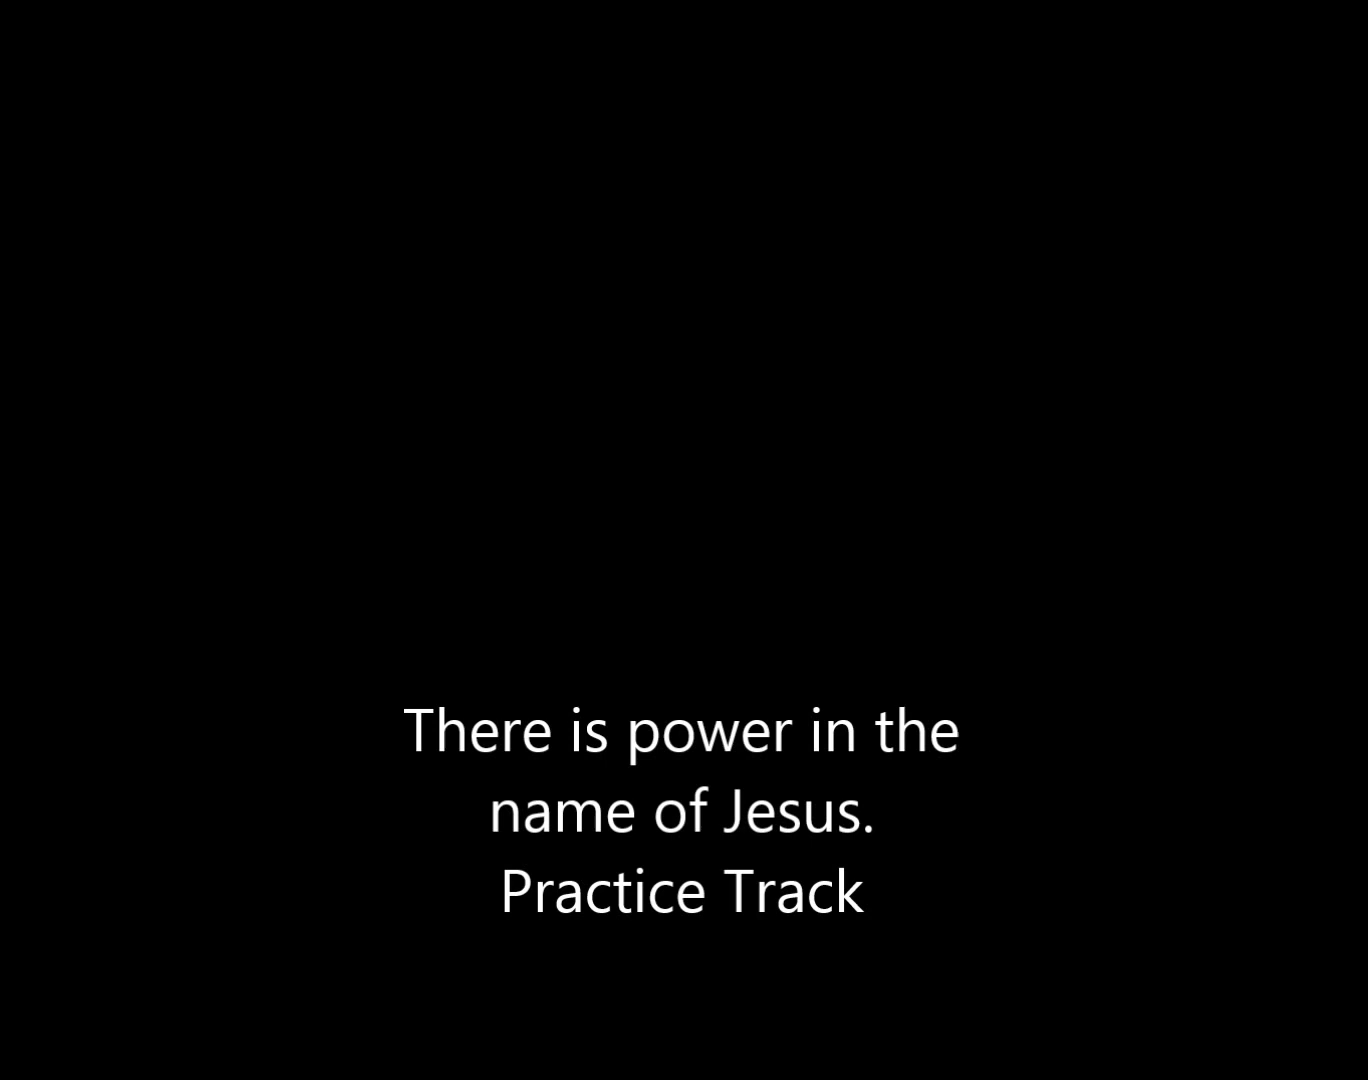 There is power in the
name of Jesus.
Practice Track